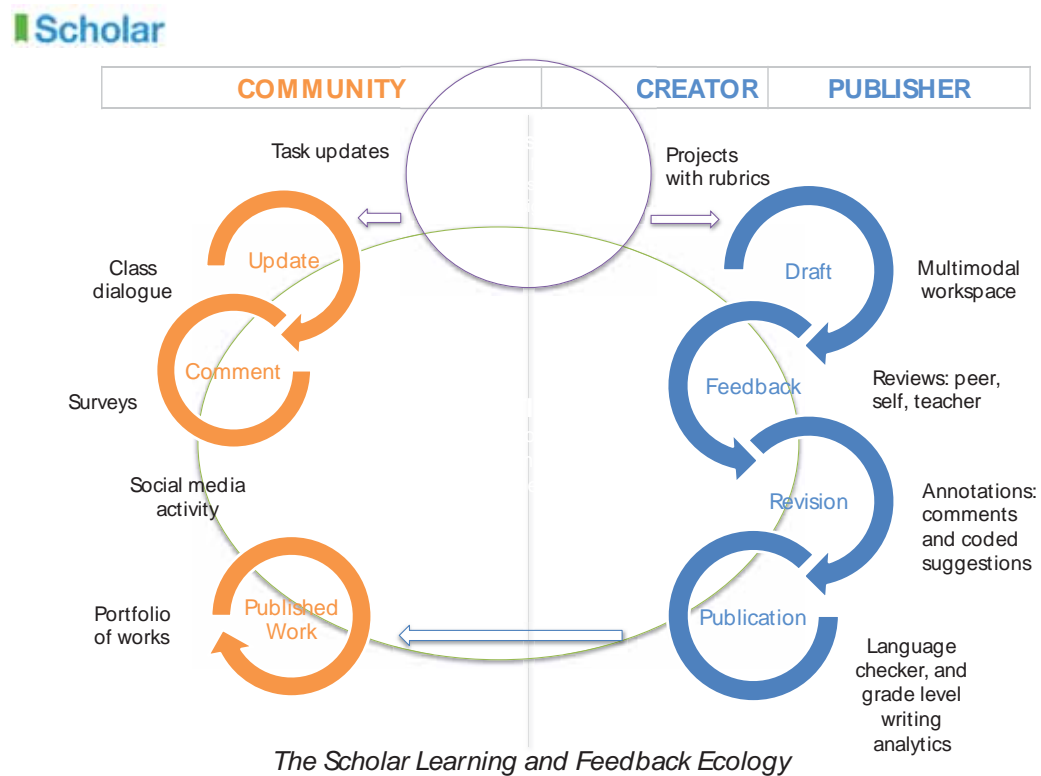 Scholar
COMMUNITY
CREATOR
PUBLISHER
Task updates
Projects
with rubrics
Update
Class
dialogue
Draft
Multimodal
workspace
Comment
Feedback
Surveys
Reviews: peer,
self, teacher
Social media
activity
Revision
Annotations:
comments
and coded
suggestions
Portfolio
of works
Published
Work
Publication
Language
checker, and
grade level
writing
analytics
The Scholar Learning and Feedback Ecology